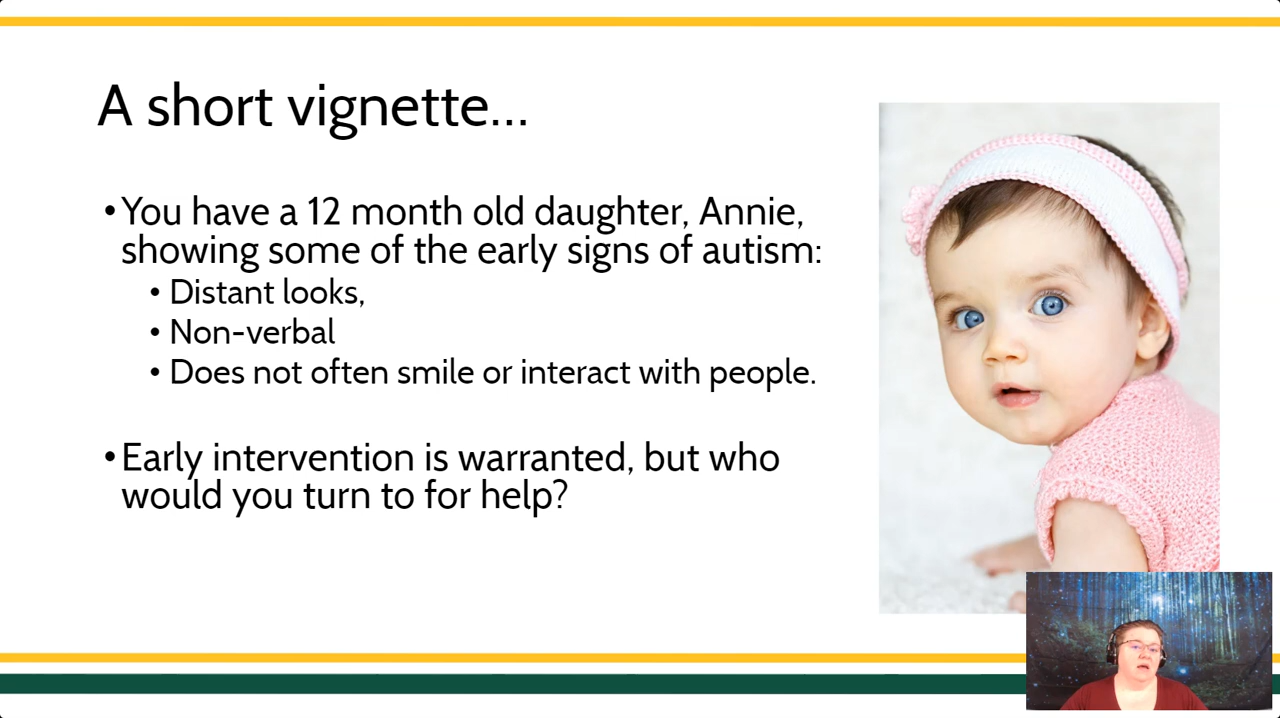 A short vignette...
•You have a 12 month old daughter, Annie,
showing some of the early signs of autism:
• Distant looks,
• Non-verbal
• Does not often smile or interact with people.
•Early intervention is warranted, but who
would you turn to for help?